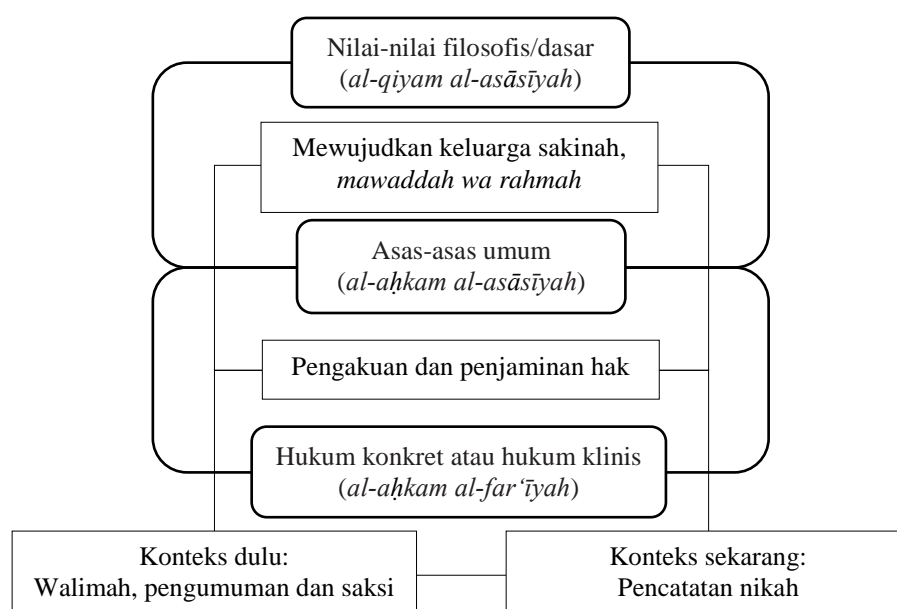 Nilai-nilai filosofis/dasar
(al-qiyam al-asāsīyah)
Mewujudkan keluarga sakinah,
mawaddah wa rahmah
Asas-asas umum
(al-aḥkam al-asāsīyah)
Pengakuan dan penjaminan hak
Hukum konkret atau hukum klinis
(al-aḥkam al-far‘īyah)
Konteks dulu:
Walimah, pengumuman dan saksi
Konteks sekarang:
Pencatatan nikah